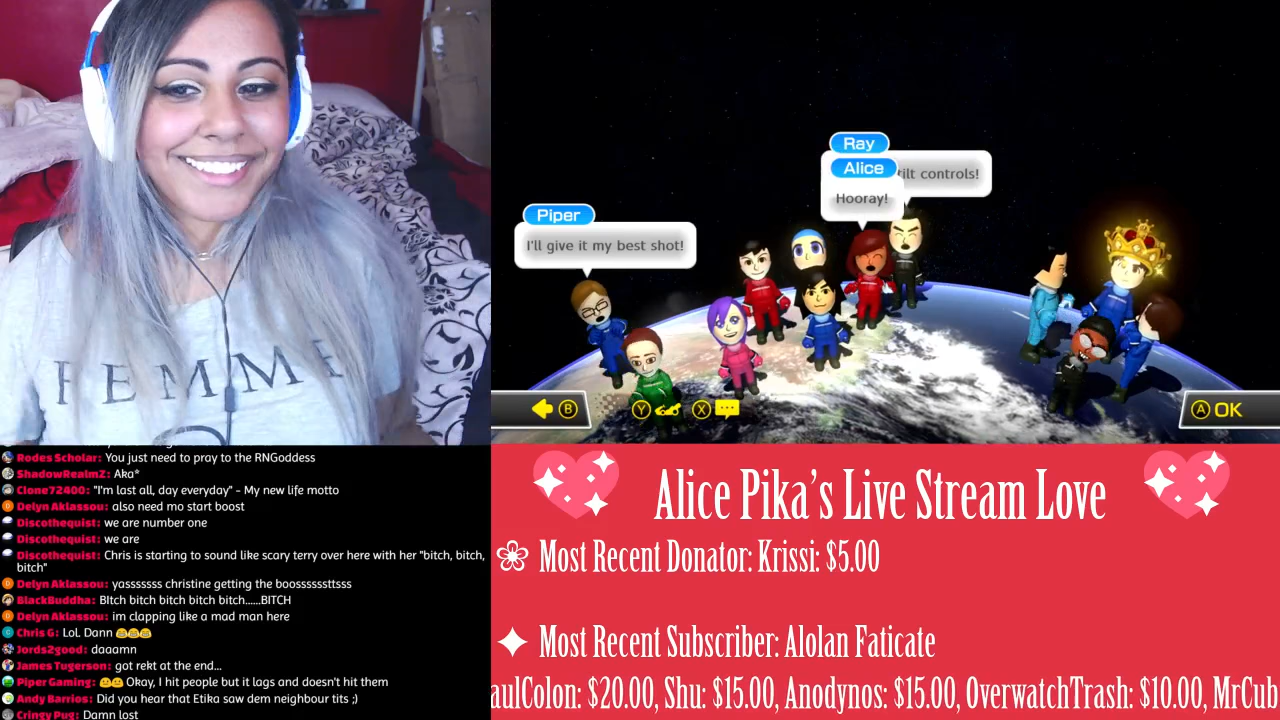 FEMME
Ray
Alice
tilt controls!
Hooray!
Piper
I'll give it my best shot!
B
Y
X
A OK
Rodes Scholar: You just need to pray to the RNGoddess
ShadowRealmZ: Aka*
Clone72400: "I'm last all, day everyday" - My new life motto
Delyn Aklassou: also need mo start boost
Discothequist: we are number one
Discothequist: we are
Discothequist: Chris is starting to sound like scary terry over here with her "bitch, bitch,
bitch"
Delyn Aklassou: yasssssss christine getting the boosssssssttsss
BlackBuddha: BItch bitch bitch bitch bitch......BITCH
Delyn Aklassou: im clapping like a mad man here
Chris G: Lol. Dann
Jords2good: daaamn
James Tugerson: got rekt at the end...
Piper Gaming: Okay, I hit people but it lags and doesn't hit them
Andy Barrios: Did you hear that Etika saw dem neighbour tits ;)
Cringy Pug: Damn lost
Alice Pika's Live Stream Love
Most Recent Donator: Krissi: $5.00
Most Recent Subscriber: Alolan Faticate
aulColon: $20.00, Shu: $15.00, Anodynos: $15.00, OverwatchTrash: $10.00, MrCub